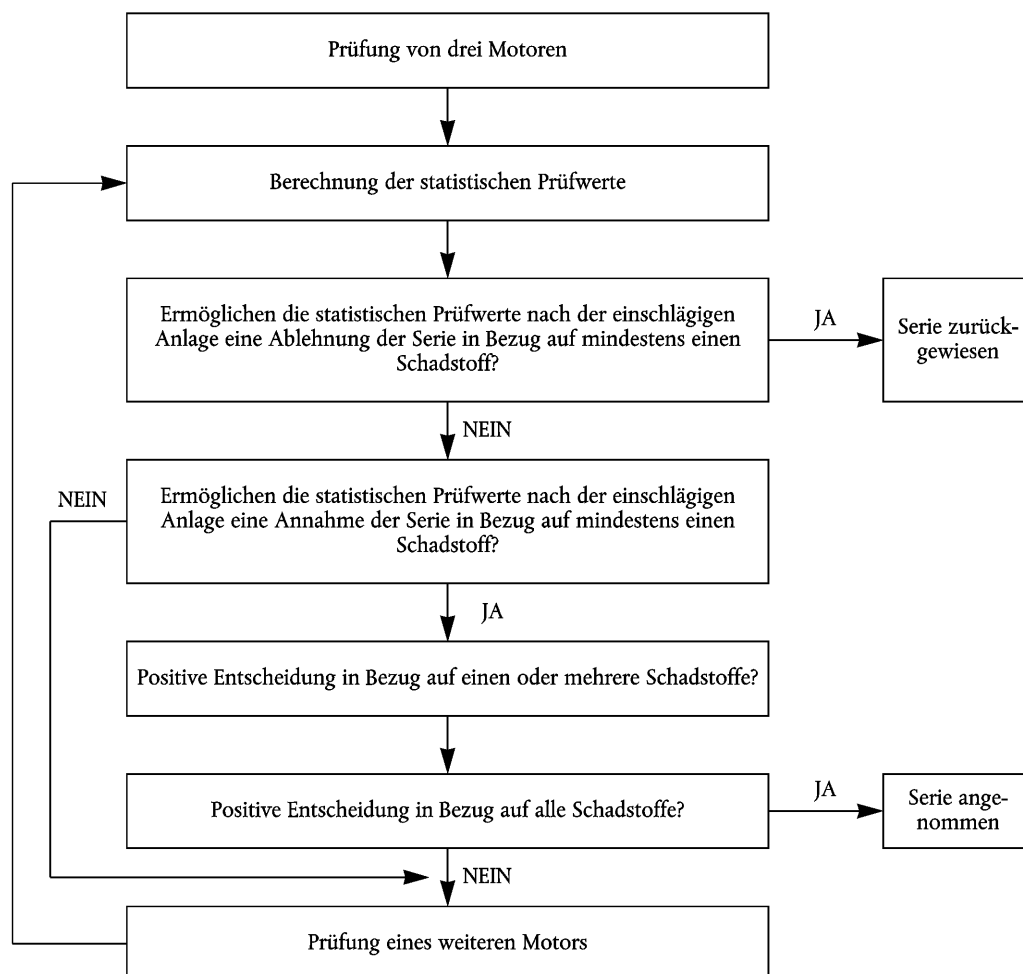 Prüfung von drei Motoren
Berechnung der statistischen Prüfwerte
Ermöglichen die statistischen Prüfwerte nach der einschlägigen
Anlage eine Ablehnung der Serie in Bezug auf mindestens einen
Schadstoff?
JA
Serie zurück-
gewiesen
NEIN
NEIN
Ermöglichen die statistischen Prüfwerte nach der einschlägigen
Anlage eine Annahme der Serie in Bezug auf mindestens einen
Schadstoff?
JA
Positive Entscheidung in Bezug auf einen oder mehrere Schadstoffe?
Positive Entscheidung in Bezug auf alle Schadstoffe?
JA
Serie ange-
nommen
NEIN
Prüfung eines weiteren Motors